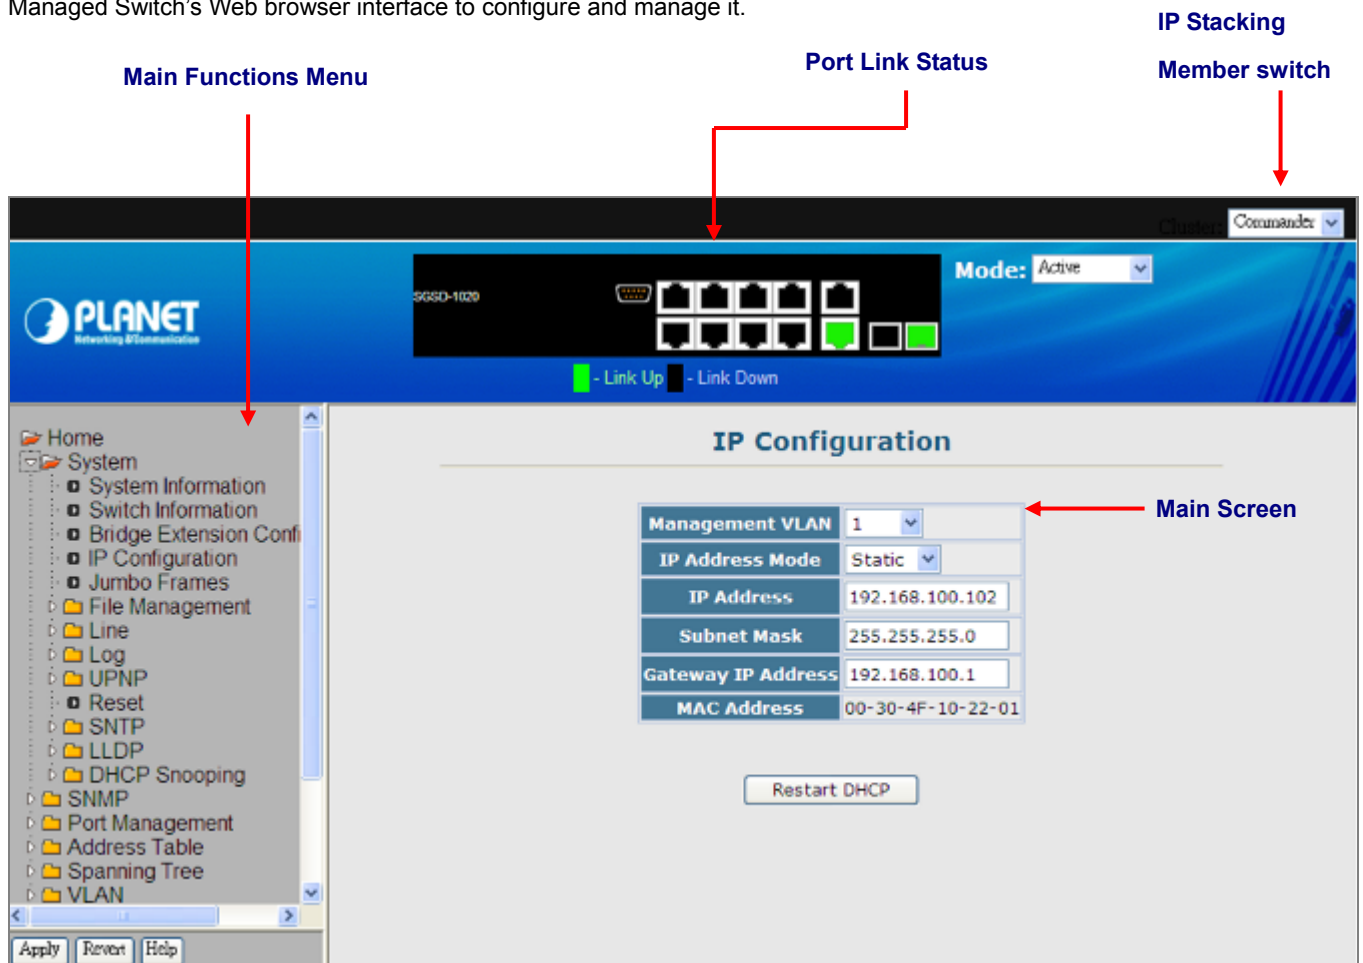 Managed Switch's Web browser interface to configure and manage it.
IP Stacking
Member switch
Port Link Status
Main Functions Menu
Cluster: Commander
PLANET
Networking & Communication
SGSD-1020
Mode: Active
- Link Up - Link Down
Home
System
System Information
Switch Information
Bridge Extension Confi
IP Configuration
Jumbo Frames
File Management
Line
Log
UPNP
Reset
SNTP
LLDP
DHCP Snooping
SNMP
Port Management
Address Table
Spanning Tree
VLAN
Apply Revert Help
IP Configuration
Main Screen
Management VLAN 1
IP Address Mode Static
IP Address 192.168.100.102
Subnet Mask 255.255.255.0
Gateway IP Address 192.168.100.1
MAC Address 00-30-4F-10-22-01
Restart DHCP